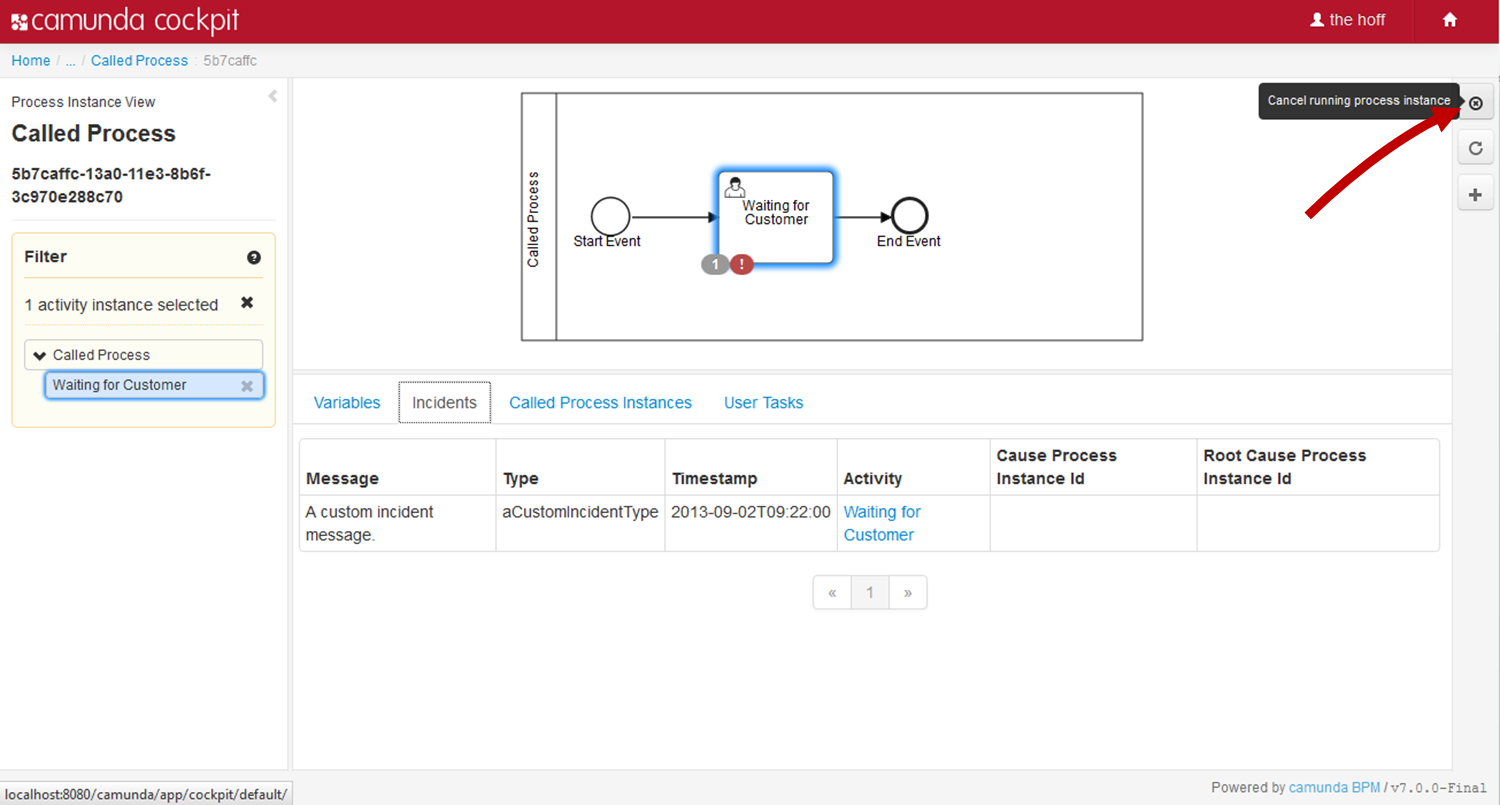 camunda cockpit
the hoff
Home / ... / Called Process : 5b7caffc
Process Instance View
Called Process
5b7caffc-13a0-11e3-8b6f-
3c970e288c70
Filter
1 activity instance selected
Called Process
Waiting for Customer
Cancel running process instance
Called Process
Start Event
Waiting for
Customer
End Event
1 !
Variables Incidents Called Process Instances User Tasks
Message Type Timestamp Activity Cause Process
Instance Id Root Cause Process
Instance Id
A custom incident
message. aCustomIncidentType 2013-09-02T09:22:00 Waiting for
Customer
« 1 »
Powered by camunda BPM / v7.0.0-Final
localhost:8080/camunda/app/cockpit/default/